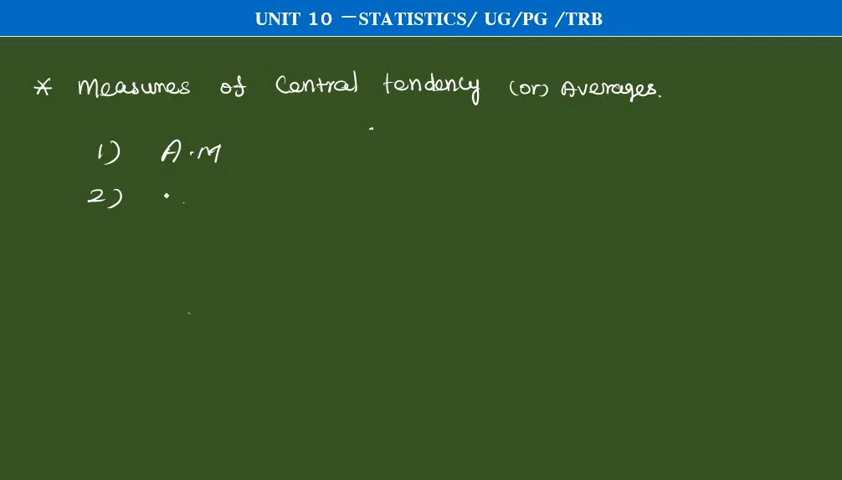 UNIT 10 －STATISTICS/ UG/PG /TRB
* Measures of Central tendency (or) Averages.
1) A.M
2)